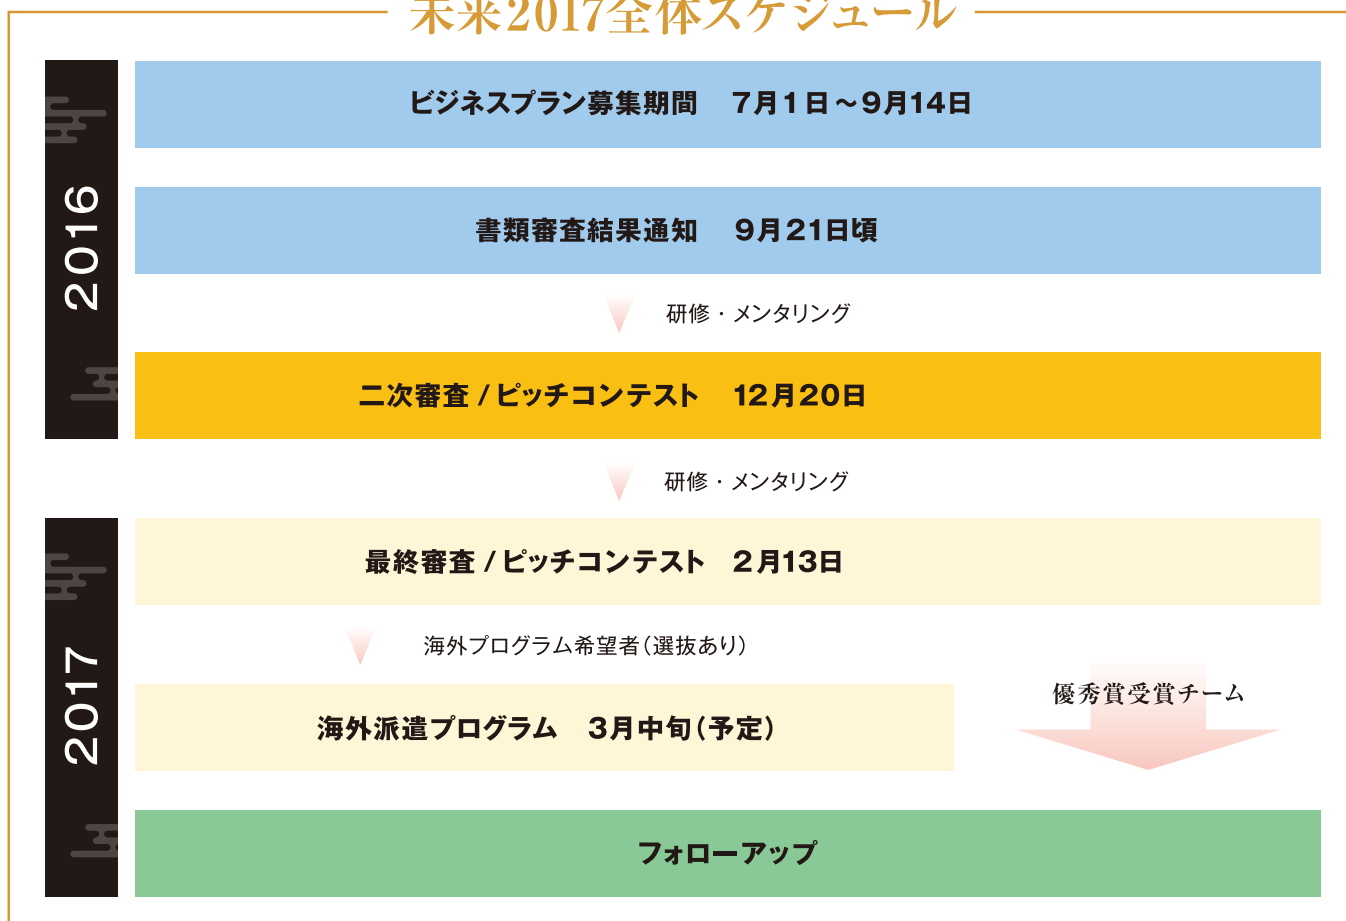 未来2017全体スケジュール
2016
ビジネスプラン募集期間 7月1日〜9月14日
書類審査結果通知 9月21日頃
研修・メンタリング
二次審査 / ピッチコンテスト 12月20日
研修・メンタリング
2017
最終審査 / ピッチコンテスト 2月13日
海外プログラム希望者（選抜あり）
優秀賞受賞チーム
海外派遣プログラム 3月中旬（予定）
フォローアップ